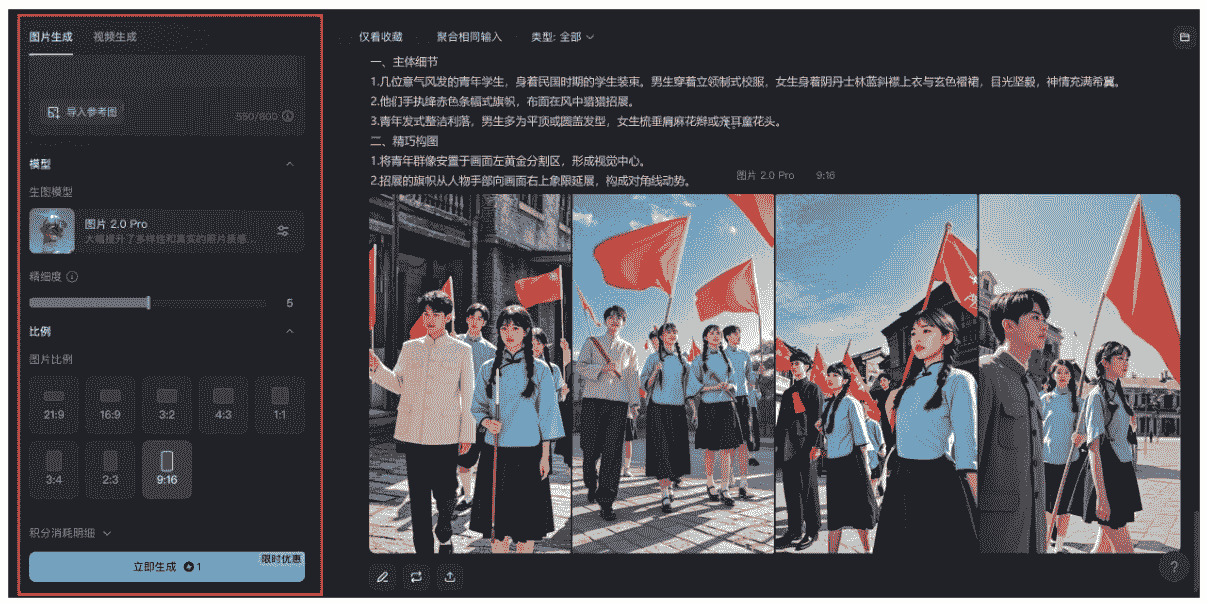 图片生成 视频生成
导入参考图
550/800
模型
生图模型
图片 2.0 Pro
大幅提升了多样性和真实的照片质感...
精细度
5
比例
图片比例
21:9 16:9 3:2 4:3 1:1
3:4 2:3 9:16
积分消耗明细
限时优惠
立即生成 1
仅看收藏 聚合相同输入 类型: 全部
一、主体细节
1.几位意气风发的青年学生，身着民国时期的学生装束。男生穿着立领制式校服，女生身着阴丹士林蓝斜襟上衣与玄色褶裙，目光坚毅，神情充满希冀。
2.他们手执绛赤色条幅式旗帜，布面在风中猎猎招展。
3.青年发式整洁利落，男生多为平顶或圆盖发型，女生梳垂肩麻花辫或齐耳童花头。
二、精巧构图
1.将青年群像安置于画面左黄金分割区，形成视觉中心。
2.招展的旗帜从人物手部向画面右上象限延展，构成对角线动势。 图片 2.0 Pro 9:16
?